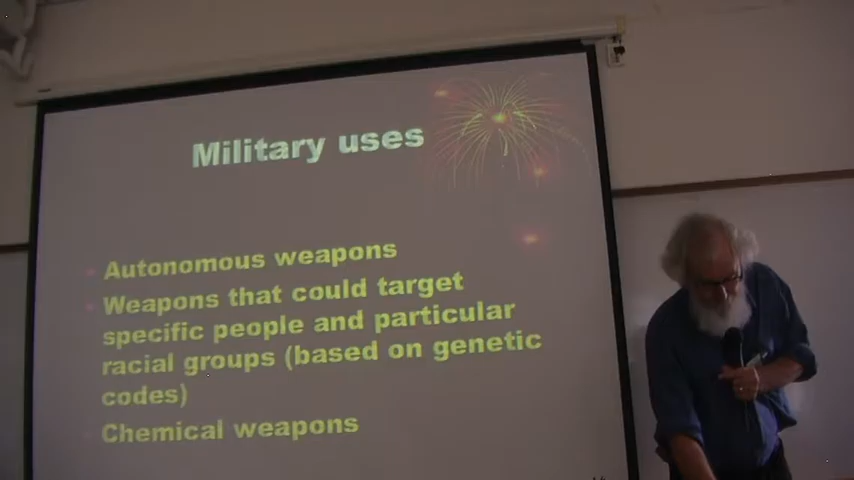 Military uses
Autonomous weapons
Weapons that could target
specific people and particular
racial groups (based on genetic
codes)
Chemical weapons